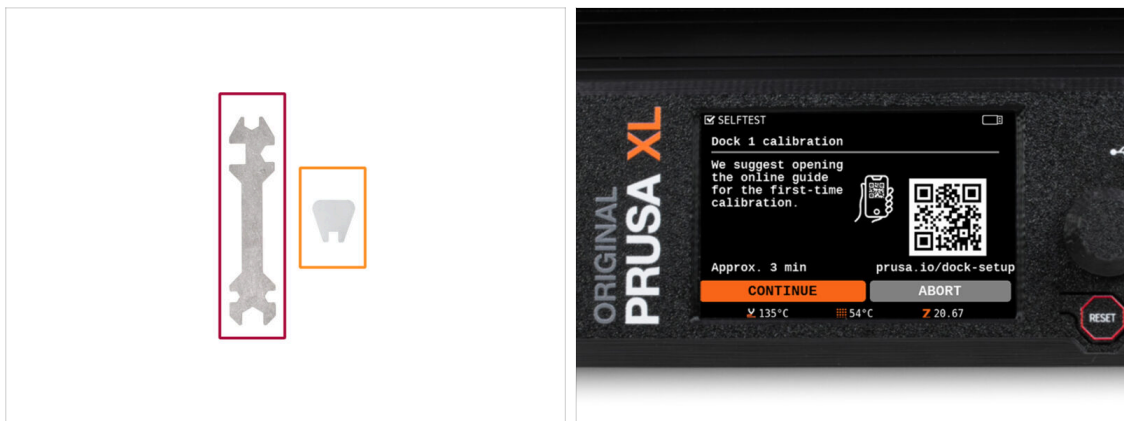 ORIGINAL
PRUSA XL
SELFTEST
Dock 1 calibration
We suggest opening
the online guide
for the first-time
calibration.
Approx. 3 min
prusa.io/dock-setup
CONTINUE
ABORT
135°C
54°C
Z 20.67
RESET